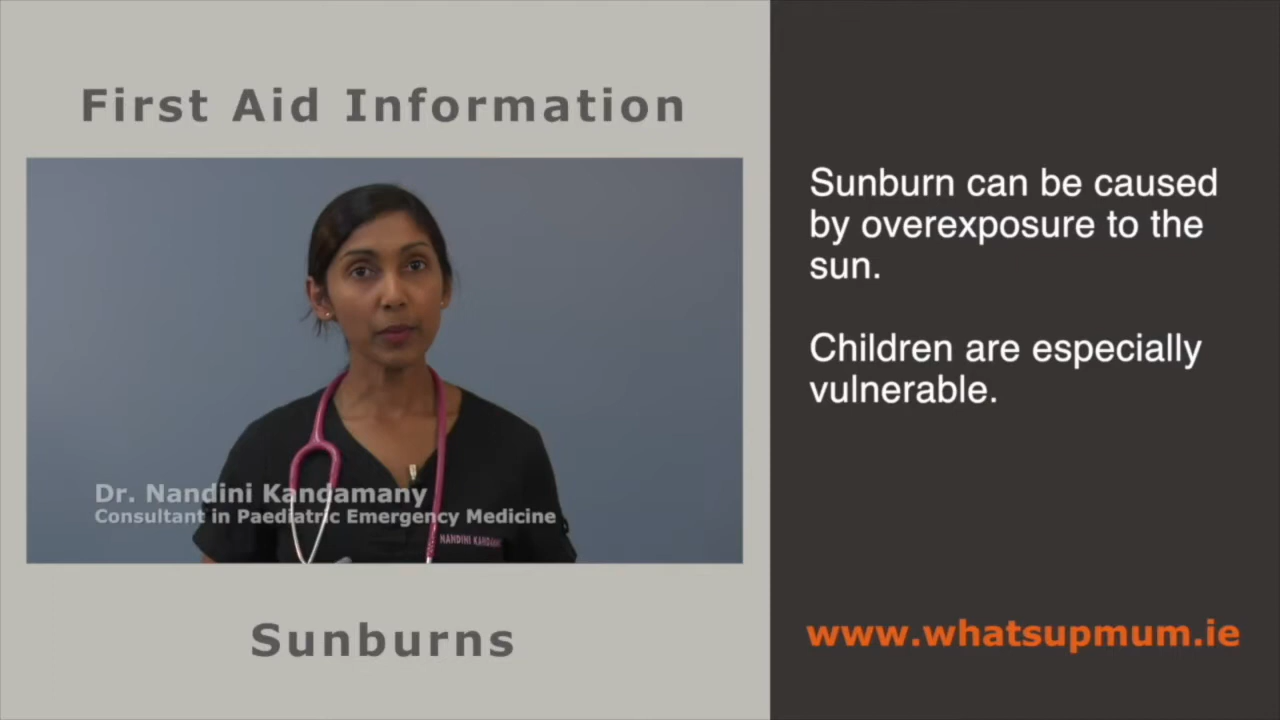 First Aid Information
Sunburn can be caused
by overexposure to the
sun.
Children are especially
vulnerable.
Dr. Nandini Kandamany
Consultant in Paediatric Emergency Medicine
NANDINI
Sunburns
www.whatsupmum.ie